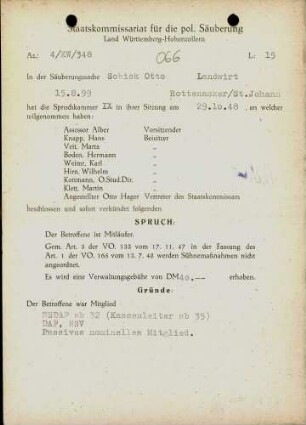 Staatskommissariat für die pol. Säuberung
Land Württemberg-Hohenzollern
Az.: 4/XVI/348 066 L: 15
In der Säuberungssache Schick Otto Landwirt
15.8.99 Rottenacker/St.Johann
hat die Spruchkammer IX in ihrer Sitzung am 29.10.48 an welcher
teilgenommen haben:
Assessor Alber Vorsitzender
Knapp, Hans Beisitzer
Veit, Marta "
Beden, Hermann "
Weimer, Karl "
Hirn, Wilhelm "
Kottmann, O.Stud.Dir. "
Klett, Martin "
Angestellter Otto Hager Vertreter des Staatskommissars
beschlossen und sofort verkündet folgenden
SPRUCH:
Der Betroffene ist Mitläufer.
Gem. Art. 3 der VO. 133 vom 17. 11. 47 in der Fassung des
Art. 1 der VO. 165 vom 13. 7. 48 werden Sühnemaßnahmen nicht
angeordnet.
Es wird eine Verwaltungsgebühr von DM 40.-- erhoben.
Gründe:
Der Betroffene war Mitglied
NSDAP ab 32 (Kassenleiter ab 35)
DAF, NSV
Passives nominelles Mitglied.